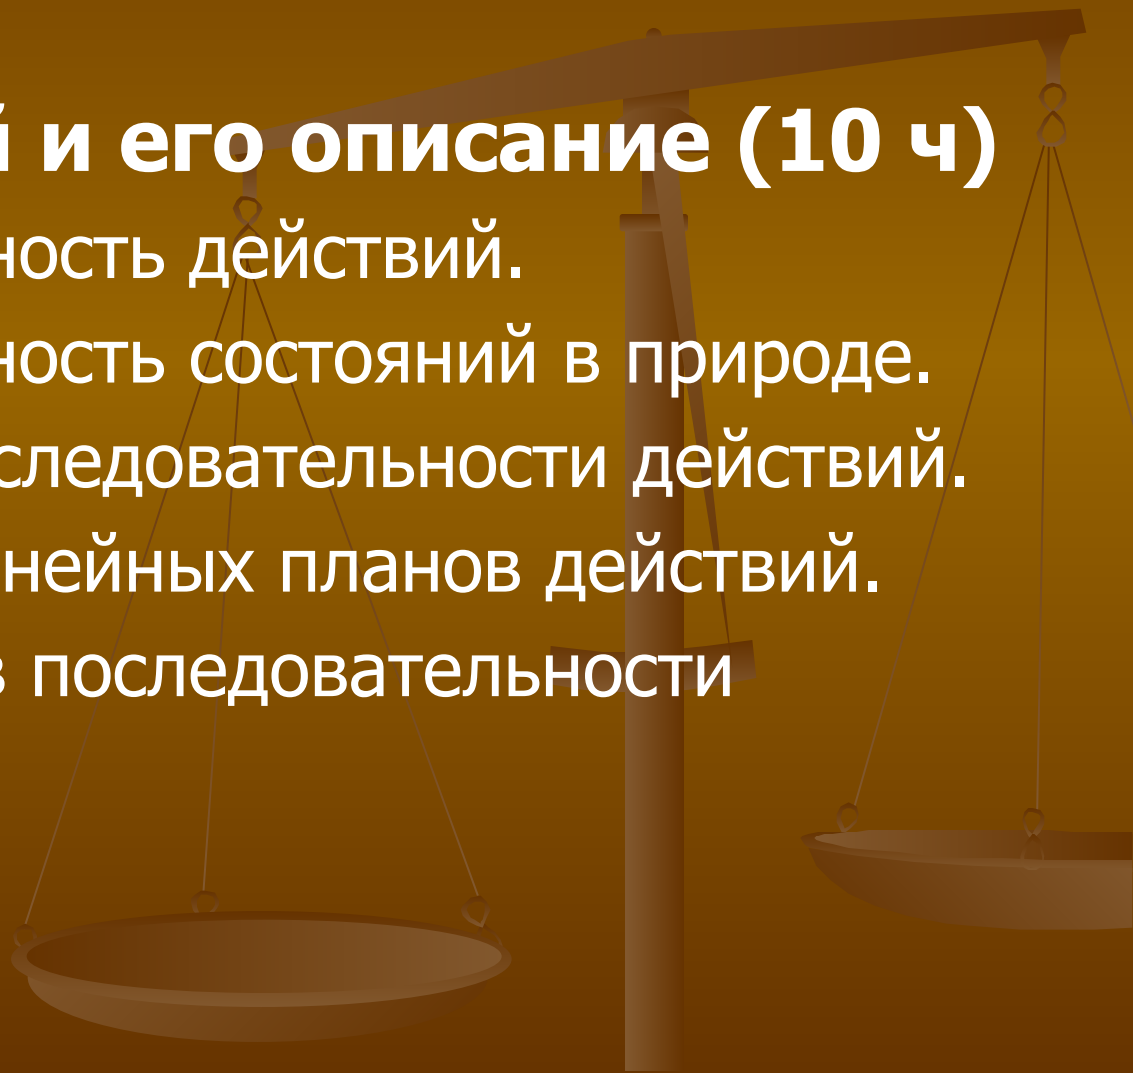 й и его описание (10 ч)
ность действий.
ность состояний в природе.
следовательности действий.
нейных планов действий.
в последовательности